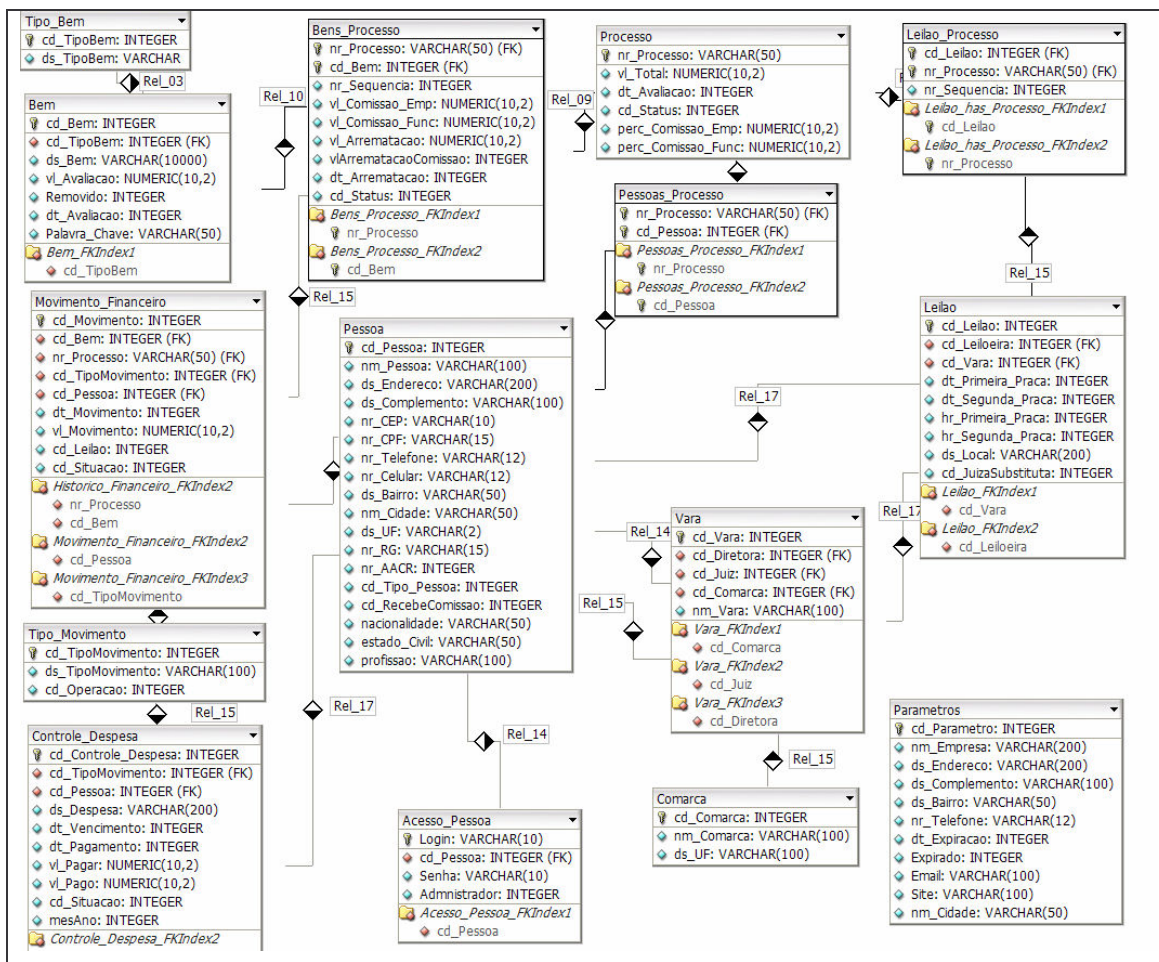 Tipo_Bem
cd_TipoBem: INTEGER
ds_TipoBem: VARCHAR
Rel_03
Bem
cd_Bem: INTEGER
cd_TipoBem: INTEGER (FK)
ds_Bem: VARCHAR(10000)
vl_Avaliacao: NUMERIC(10,2)
Removido: INTEGER
dt_Avaliacao: INTEGER
Palavra_Chave: VARCHAR(50)
Bem_FKIndex1
cd_TipoBem
Rel_10
Bens_Processo
nr_Processo: VARCHAR(50) (FK)
cd_Bem: INTEGER (FK)
nr_Sequencia: INTEGER
vl_Comissao_Emp: NUMERIC(10,2)
vl_Comissao_Func: NUMERIC(10,2)
vl_Arrematacao: NUMERIC(10,2)
vlArrematacaoComissao: INTEGER
dt_Arrematacao: INTEGER
cd_Status: INTEGER
Bens_Processo_FKIndex1
nr_Processo
Bens_Processo_FKIndex2
cd_Bem
Rel_09
Processo
nr_Processo: VARCHAR(50)
vl_Total: NUMERIC(10,2)
dt_Avaliacao: INTEGER
cd_Status: INTEGER
perc_Comissao_Emp: NUMERIC(10,2)
perc_Comissao_Func: NUMERIC(10,2)
Pessoas_Processo
nr_Processo: VARCHAR(50) (FK)
cd_Pessoa: INTEGER (FK)
Pessoas_Processo_FKIndex1
nr_Processo
Pessoas_Processo_FKIndex2
cd_Pessoa
Leilao_Processo
cd_Leilao: INTEGER (FK)
nr_Processo: VARCHAR(50) (FK)
nr_Sequencia: INTEGER
Leilao_has_Processo_FKIndex1
cd_Leilao
Leilao_has_Processo_FKIndex2
nr_Processo
Rel_15
Movimento_Financeiro
cd_Movimento: INTEGER
cd_Bem: INTEGER (FK)
nr_Processo: VARCHAR(50) (FK)
cd_TipoMovimento: INTEGER (FK)
cd_Pessoa: INTEGER (FK)
dt_Movimento: INTEGER
vl_Movimento: NUMERIC(10,2)
cd_Leilao: INTEGER
cd_Situacao: INTEGER
Historico_Financeiro_FKIndex2
nr_Processo
cd_Bem
Movimento_Financeiro_FKIndex2
cd_Pessoa
Movimento_Financeiro_FKIndex3
cd_TipoMovimento
Rel_15
Pessoa
cd_Pessoa: INTEGER
nm_Pessoa: VARCHAR(100)
ds_Endereco: VARCHAR(200)
ds_Complemento: VARCHAR(100)
nr_CEP: VARCHAR(10)
nr_CPF: VARCHAR(15)
nr_Telefone: VARCHAR(12)
nr_Celular: VARCHAR(12)
ds_Bairro: VARCHAR(50)
nm_Cidade: VARCHAR(50)
ds_UF: VARCHAR(2)
nr_RG: VARCHAR(15)
nr_AACR: INTEGER
cd_Tipo_Pessoa: INTEGER
cd_RecebeComissao: INTEGER
nacionalidade: VARCHAR(50)
estado_Civil: VARCHAR(50)
profissao: VARCHAR(100)
Rel_17
Leilao
cd_Leilao: INTEGER
cd_Leiloeira: INTEGER (FK)
cd_Vara: INTEGER (FK)
dt_Primeira_Praca: INTEGER
dt_Segunda_Praca: INTEGER
hr_Primeira_Praca: INTEGER
hr_Segunda_Praca: INTEGER
ds_Local: VARCHAR(200)
cd_JuizaSubstituta: INTEGER
Leilao_FKIndex1
cd_Vara
Leilao_FKIndex2
cd_Leiloeira
Rel_17
Rel_14
Rel_15
Vara
cd_Vara: INTEGER
cd_Diretora: INTEGER (FK)
cd_Juiz: INTEGER (FK)
cd_Comarca: INTEGER (FK)
nm_Vara: VARCHAR(100)
Vara_FKIndex1
cd_Comarca
Vara_FKIndex2
cd_Juiz
Vara_FKIndex3
cd_Diretora
Rel_15
Tipo_Movimento
cd_TipoMovimento: INTEGER
ds_TipoMovimento: VARCHAR(100)
cd_Operacao: INTEGER
Rel_15
Rel_17
Controle_Despesa
cd_Controle_Despesa: INTEGER
cd_TipoMovimento: INTEGER (FK)
cd_Pessoa: INTEGER (FK)
ds_Despesa: VARCHAR(200)
dt_Vencimento: INTEGER
dt_Pagamento: INTEGER
vl_Pagar: NUMERIC(10,2)
vl_Pago: NUMERIC(10,2)
cd_Situacao: INTEGER
mesAno: INTEGER
Controle_Despesa_FKIndex2
Rel_14
Acesso_Pessoa
Login: VARCHAR(10)
cd_Pessoa: INTEGER (FK)
Senha: VARCHAR(10)
Admnistrador: INTEGER
Acesso_Pessoa_FKIndex1
cd_Pessoa
Comarca
cd_Comarca: INTEGER
nm_Comarca: VARCHAR(100)
ds_UF: VARCHAR(100)
Parametros
cd_Parametro: INTEGER
nm_Empresa: VARCHAR(200)
ds_Endereco: VARCHAR(200)
ds_Complemento: VARCHAR(100)
ds_Bairro: VARCHAR(50)
nr_Telefone: VARCHAR(12)
dt_Expiracao: INTEGER
Expirado: INTEGER
Email: VARCHAR(100)
Site: VARCHAR(100)
nm_Cidade: VARCHAR(50)